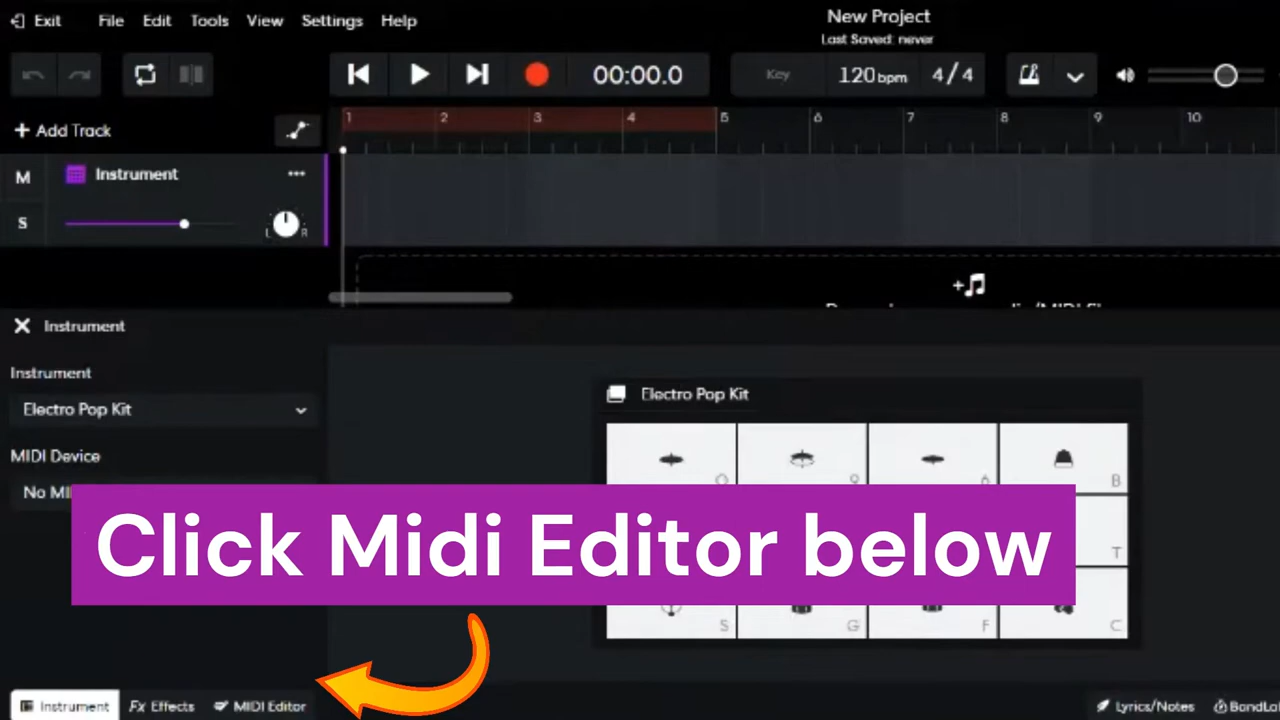 Exit File Edit Tools View Settings Help
New Project
Last Saved: never
00:00.0
Key 120 bpm 4/4
+ Add Track
1 2 3 4 5 6 7 8 9 10
M Instrument ...
S
L R
Instrument
Instrument
Electro Pop Kit
Electro Pop Kit
MIDI Device
B
No MI
Click Midi Editor below
T
S G F C
Instrument Fx Effects MIDI Editor Lyrics/Notes